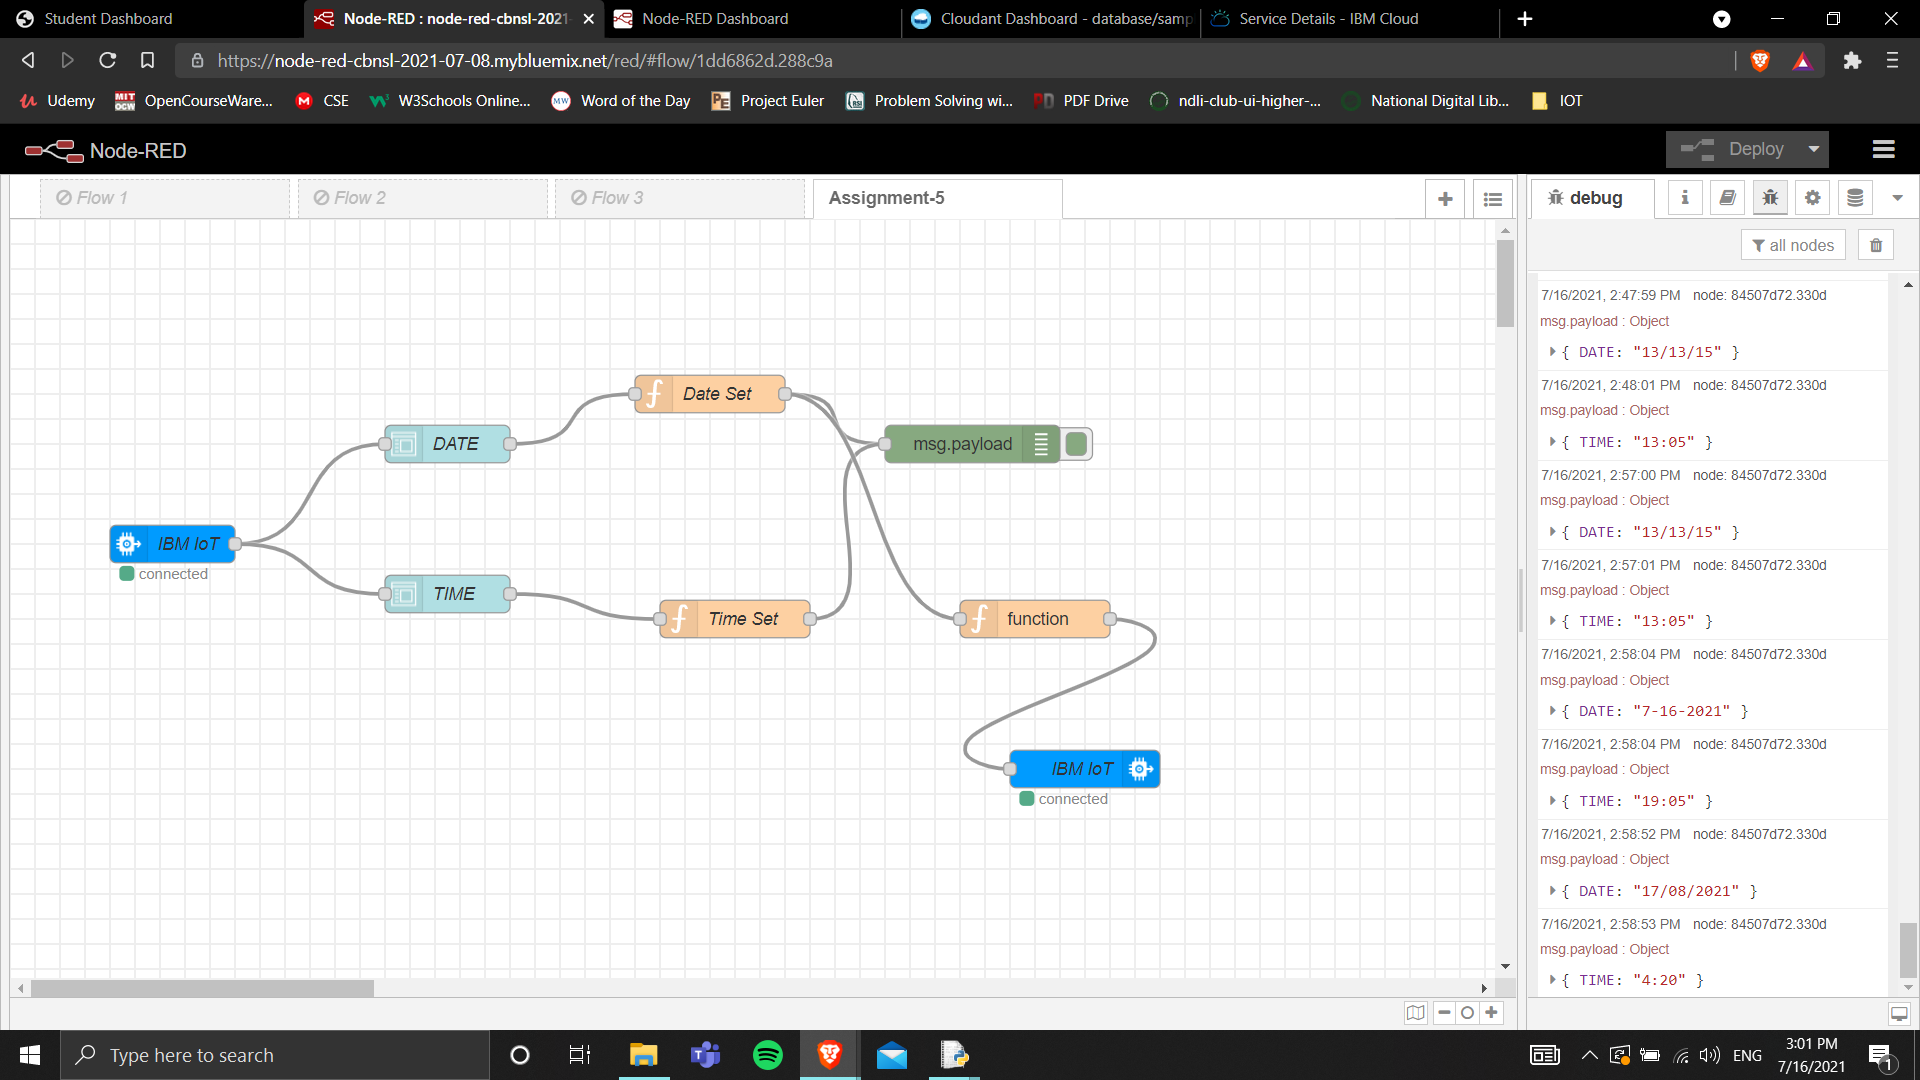 Student Dashboard
Node-RED : node-red-cbnsl-2021-
Node-RED Dashboard
Cloudant Dashboard - database/samp
Service Details - IBM Cloud
https://node-red-cbnsl-2021-07-08.mybluemix.net/red/#flow/1dd6862d.288c9a
Udemy
MIT OCW OpenCourseWare...
M CSE
W3Schools Online...
MW Word of the Day
PE Project Euler
Problem Solving wi...
PD PDF Drive
ndli-club-ui-higher-...
National Digital Lib...
IOT
Node-RED
Deploy
Flow 1
Flow 2
Flow 3
Assignment-5
debug
all nodes
Date Set
DATE
msg.payload
IBM IoT
connected
TIME
Time Set
function
IBM IoT
connected
7/16/2021, 2:47:59 PM node: 84507d72.330d
msg.payload : Object
{ DATE: "13/13/15" }
7/16/2021, 2:48:01 PM node: 84507d72.330d
msg.payload : Object
{ TIME: "13:05" }
7/16/2021, 2:57:00 PM node: 84507d72.330d
msg.payload : Object
{ DATE: "13/13/15" }
7/16/2021, 2:57:01 PM node: 84507d72.330d
msg.payload : Object
{ TIME: "13:05" }
7/16/2021, 2:58:04 PM node: 84507d72.330d
msg.payload : Object
{ DATE: "7-16-2021" }
7/16/2021, 2:58:04 PM node: 84507d72.330d
msg.payload : Object
{ TIME: "19:05" }
7/16/2021, 2:58:52 PM node: 84507d72.330d
msg.payload : Object
{ DATE: "17/08/2021" }
7/16/2021, 2:58:53 PM node: 84507d72.330d
msg.payload : Object
{ TIME: "4:20" }
Type here to search
ENG
3:01 PM
7/16/2021
1